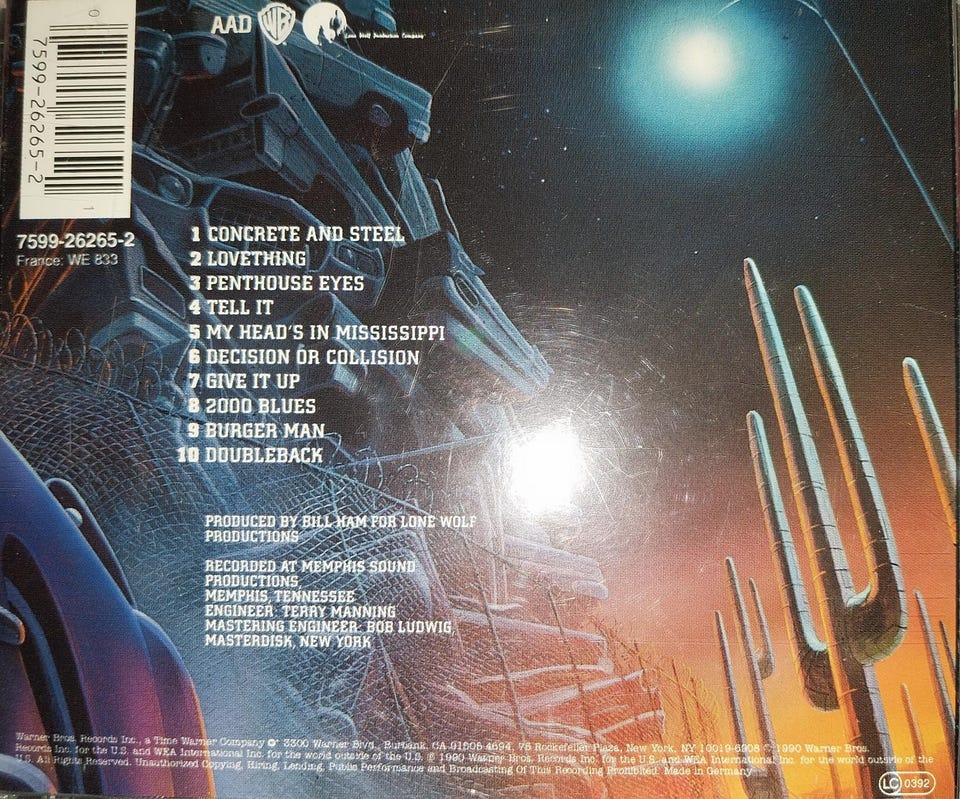 AAD WB Lone Wolf Production Company
0 7599-26265-2 1
7599-26265-2
France: WE 833
1 CONCRETE AND STEEL
2 LOVETHING
3 PENTHOUSE EYES
4 TELL IT
5 MY HEAD'S IN MISSISSIPPI
6 DECISION OR COLLISION
7 GIVE IT UP
8 2000 BLUES
9 BURGER MAN
10 DOUBLEBACK
PRODUCED BY BILL HAM FOR LONE WOLF
PRODUCTIONS
RECORDED AT MEMPHIS SOUND
PRODUCTIONS,
MEMPHIS, TENNESSEE
ENGINEER: TERRY MANNING
MASTERING ENGINEER: BOB LUDWIG,
MASTERDISK, NEW YORK
Warner Bros. Records Inc., a Time Warner Company 3300 Warner Blvd., Burbank, CA 91505-4694, 75 Rockefeller Plaza, New York, NY 10019-6908 © 1990 Warner Bros.
Records Inc. for the U.S. and WEA International Inc. for the world outside of the U.S. ℗ 1990 Warner Bros. Records Inc. for the U.S. and WEA International Inc. for the world outside of the
U.S. All Rights Reserved. Unauthorized Copying, Hiring, Lending, Public Performance and Broadcasting Of This Recording Prohibited. Made in Germany
LC 0392